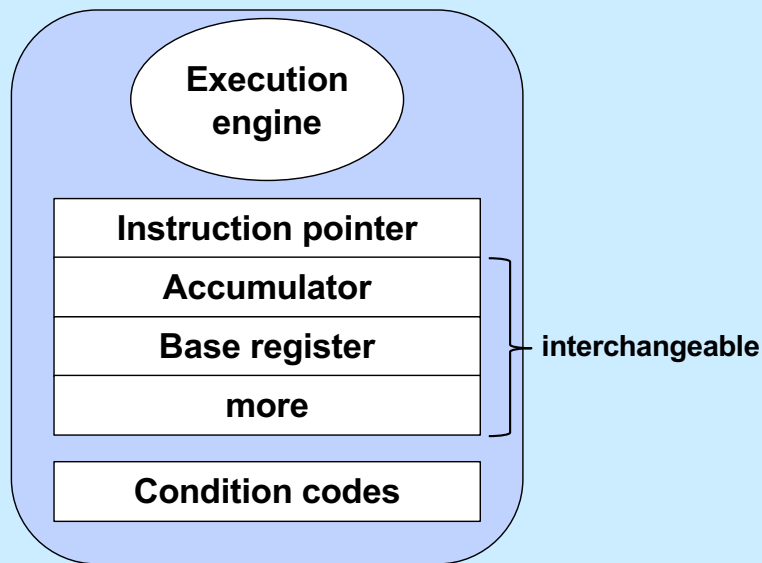 Execution
engine
Instruction pointer
Accumulator
Base register
interchangeable
more
Condition codes